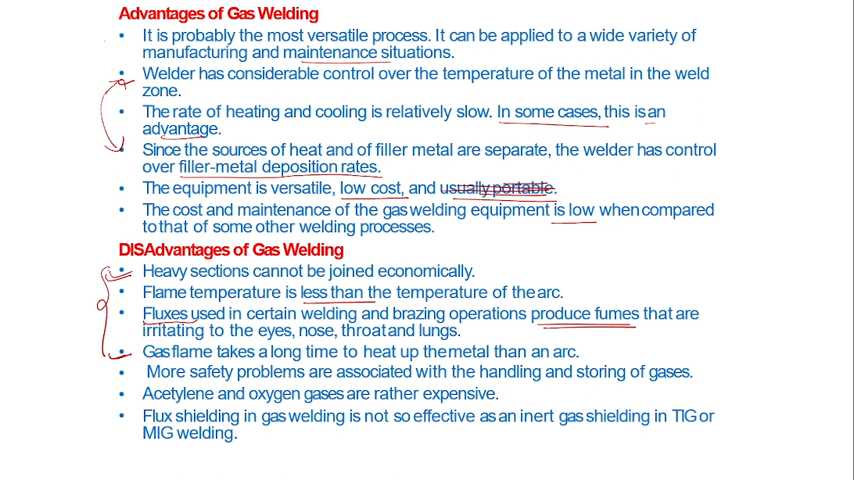 Advantages of Gas Welding
• It is probably the most versatile process. It can be applied to a wide variety of
manufacturing and maintenance situations.
• Welder has considerable control over the temperature of the metal in the weld
zone.
• The rate of heating and cooling is relatively slow. In some cases, this is an
advantage.
• Since the sources of heat and of filler metal are separate, the welder has control
over filler-metal deposition rates.
• The equipment is versatile, low cost, and usually portable.
• The cost and maintenance of the gas welding equipment is low when compared
to that of some other welding processes.
DISAdvantages of Gas Welding
• Heavy sections cannot be joined economically.
• Flame temperature is less than the temperature of the arc.
• Fluxes used in certain welding and brazing operations produce fumes that are
irritating to the eyes, nose, throat and lungs.
• Gas flame takes a long time to heat up the metal than an arc.
• More safety problems are associated with the handling and storing of gases.
• Acetylene and oxygen gases are rather expensive.
• Flux shielding in gas welding is not so effective as an inert gas shielding in TIG or
MIG welding.